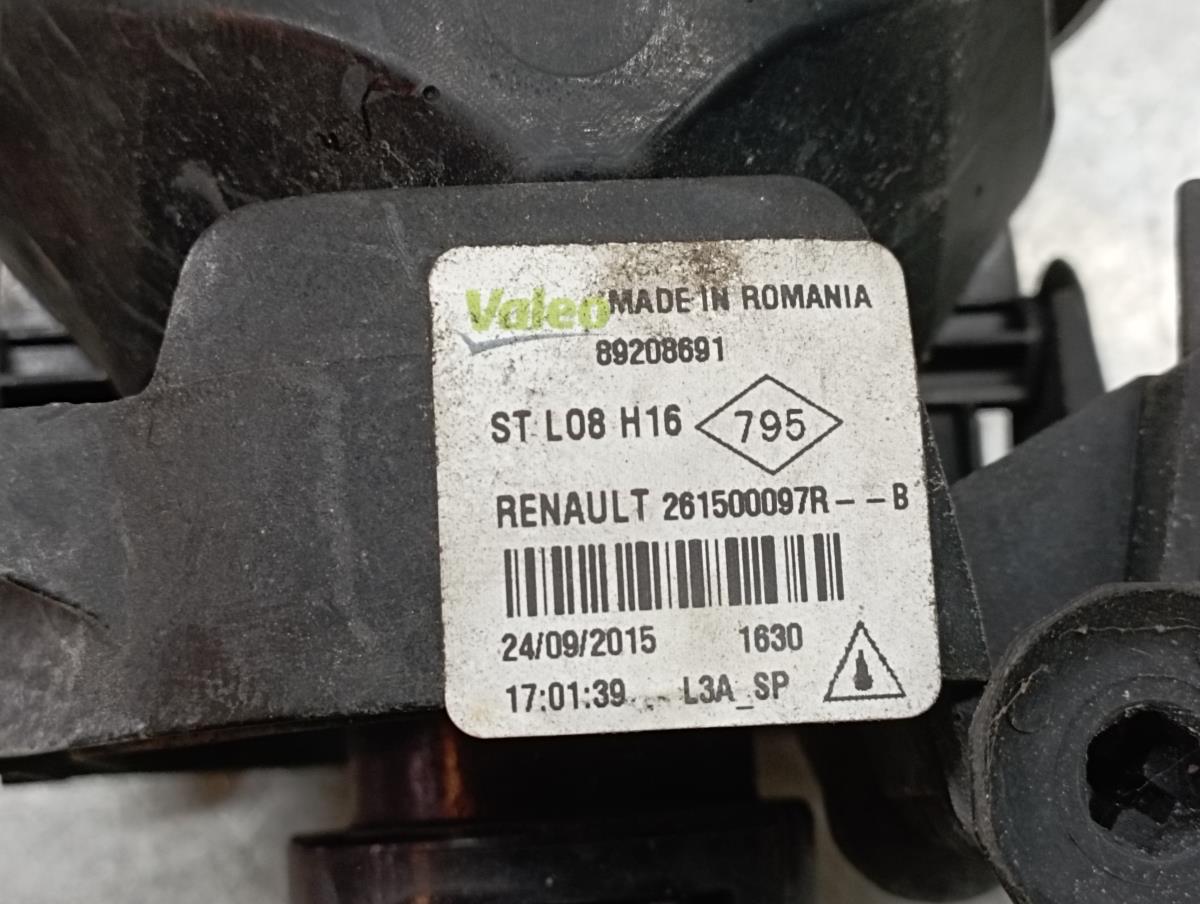 Valeo MADE IN ROMANIA
89208691
ST L08 H16 795
RENAULT 261500097R--B
24/09/2015 1630
17:01:39 L3A_SP